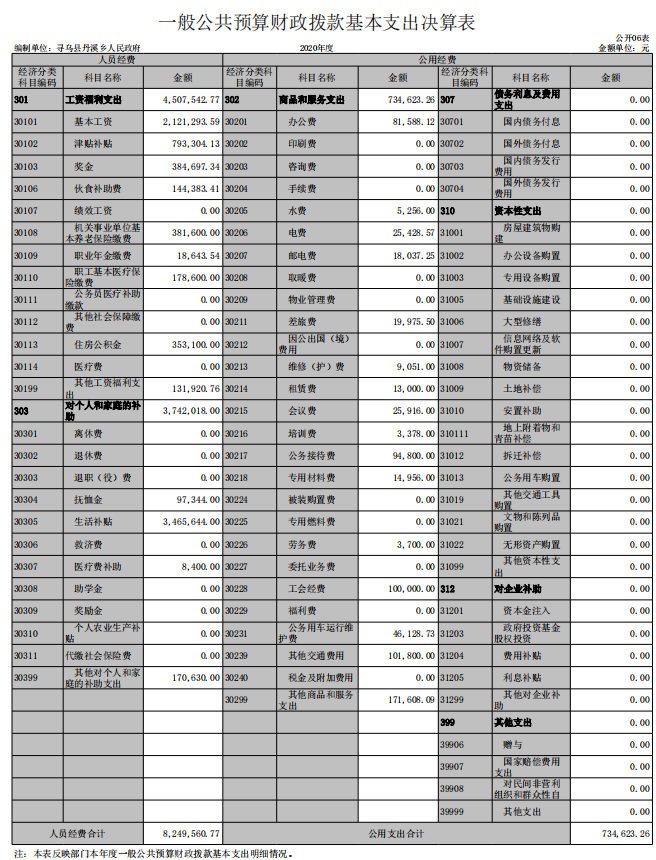 一般公共预算财政拨款基本支出决算表
公开06表
编制单位：寻乌县丹溪乡人民政府 2020年度 金额单位：元
人员经费 公用经费
经济分类科目编码 科目名称 金额 经济分类科目编码 科目名称 金额 经济分类科目编码 科目名称 金额
301 工资福利支出 4,507,542.77 302 商品和服务支出 734,623.26 307 债务利息及费用支出 0.00
30101 基本工资 2,121,293.59 30201 办公费 81,588.12 30701 国内债务付息 0.00
30102 津贴补贴 793,304.13 30202 印刷费 0.00 30702 国外债务付息 0.00
30103 奖金 384,697.34 30203 咨询费 0.00 30703 国内债务发行费用 0.00
30106 伙食补助费 144,383.41 30204 手续费 0.00 30704 国外债务发行费用 0.00
30107 绩效工资 0.00 30205 水费 5,256.00 310 资本性支出 0.00
30108 机关事业单位基本养老保险缴费 381,600.00 30206 电费 25,428.57 31001 房屋建筑物购建 0.00
30109 职业年金缴费 18,643.54 30207 邮电费 18,037.25 31002 办公设备购置 0.00
30110 职工基本医疗保险缴费 178,600.00 30208 取暖费 0.00 31003 专用设备购置 0.00
30111 公务员医疗补助缴款 0.00 30209 物业管理费 0.00 31005 基础设施建设 0.00
30112 其他社会保障缴费 0.00 30211 差旅费 19,975.50 31006 大型修缮 0.00
30113 住房公积金 353,100.00 30212 因公出国（境）费用 0.00 31007 信息网络及软件购置更新 0.00
30114 医疗费 0.00 30213 维修（护）费 9,051.00 31008 物资储备 0.00
30199 其他工资福利支出 131,920.76 30214 租赁费 13,000.00 31009 土地补偿 0.00
303 对个人和家庭的补助 3,742,018.00 30215 会议费 25,916.00 31010 安置补助 0.00
30301 离休费 0.00 30216 培训费 3,378.00 310111 地上附着物和青苗补偿 0.00
30302 退休费 0.00 30217 公务接待费 94,800.00 31012 拆迁补偿 0.00
30303 退职（役）费 0.00 30218 专用材料费 14,956.00 31013 公务用车购置 0.00
30304 抚恤金 97,344.00 30224 被装购置费 0.00 31019 其他交通工具购置 0.00
30305 生活补贴 3,465,644.00 30225 专用燃料费 0.00 31021 文物和陈列品购置 0.00
30306 救济费 0.00 30226 劳务费 3,700.00 31022 无形资产购置 0.00
30307 医疗费补助 8,400.00 30227 委托业务费 0.00 31099 其他资本性支出 0.00
30308 助学金 0.00 30228 工会经费 100,000.00 312 对企业补助 0.00
30309 奖励金 0.00 30229 福利费 0.00 31201 资本金注入 0.00
30310 个人农业生产补贴 0.00 30231 公务用车运行维护费 46,128.73 31203 政府投资基金股权投资 0.00
30311 代缴社会保险费 0.00 30239 其他交通费用 101,800.00 31204 费用补贴 0.00
30399 其他对个人和家庭的补助支出 170,630.00 30240 税金及附加费用 0.00 31205 利息补贴 0.00
30299 其他商品和服务支出 171,608.09 31299 其他对企业补助 0.00
399 其他支出 0.00
39906 赠与 0.00
39907 国家赔偿费用支出 0.00
39908 对民间非营利组织和群众性自 0.00
39999 其他支出 0.00
人员经费合计 8,249,560.77 公用支出合计 734,623.26
注：本表反映部门本年度一般公共预算财政拨款基本支出明细情况。